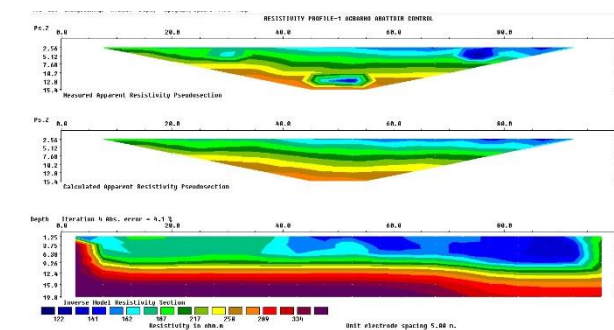 RESISTIVITY PROFILE-1 AGBARHO ABATTOIR CONTROL
Ps.Z 0.0 20.0 40.0 60.0 80.0
2.56
5.12
7.68
10.2
12.8
15.4
Measured Apparent Resistivity Pseudosection
Ps.Z 0.0 20.0 40.0 60.0 80.0
2.56
5.12
7.68
10.2
12.8
15.4
Calculated Apparent Resistivity Pseudosection
Depth Iteration 4 Abs. error = 4.1 %
0.0 20.0 40.0 60.0 80.0
1.25
3.75
6.38
9.26
12.4
15.9
19.8
Inverse Model Resistivity Section
122 141 162 187 217 250 289 334
Resistivity in ohm.m Unit electrode spacing 5.00 m.